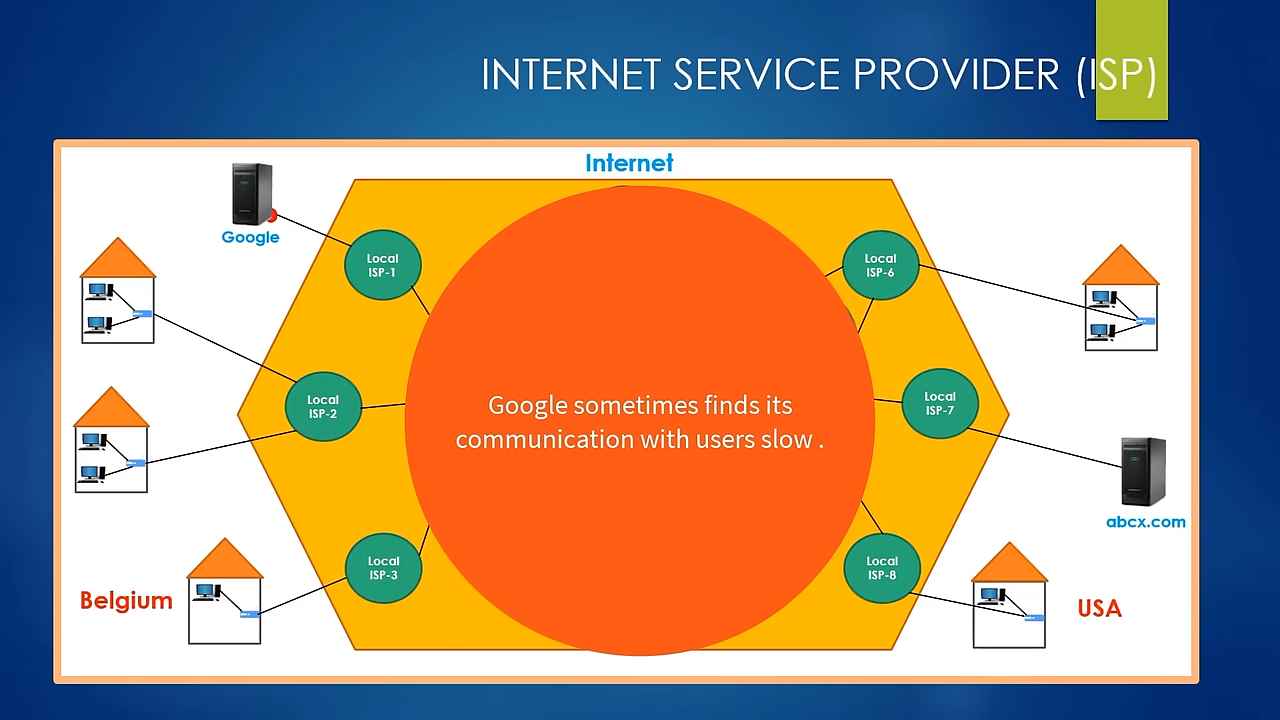 INTERNET SERVICE PROVIDER (ISP)
Internet
Google
Local
ISP-1
Local
ISP-6
Local
ISP-2
Local
ISP-7
Google sometimes finds its
communication with users slow .
abcx.com
Local
ISP-3
Local
ISP-8
Belgium
USA